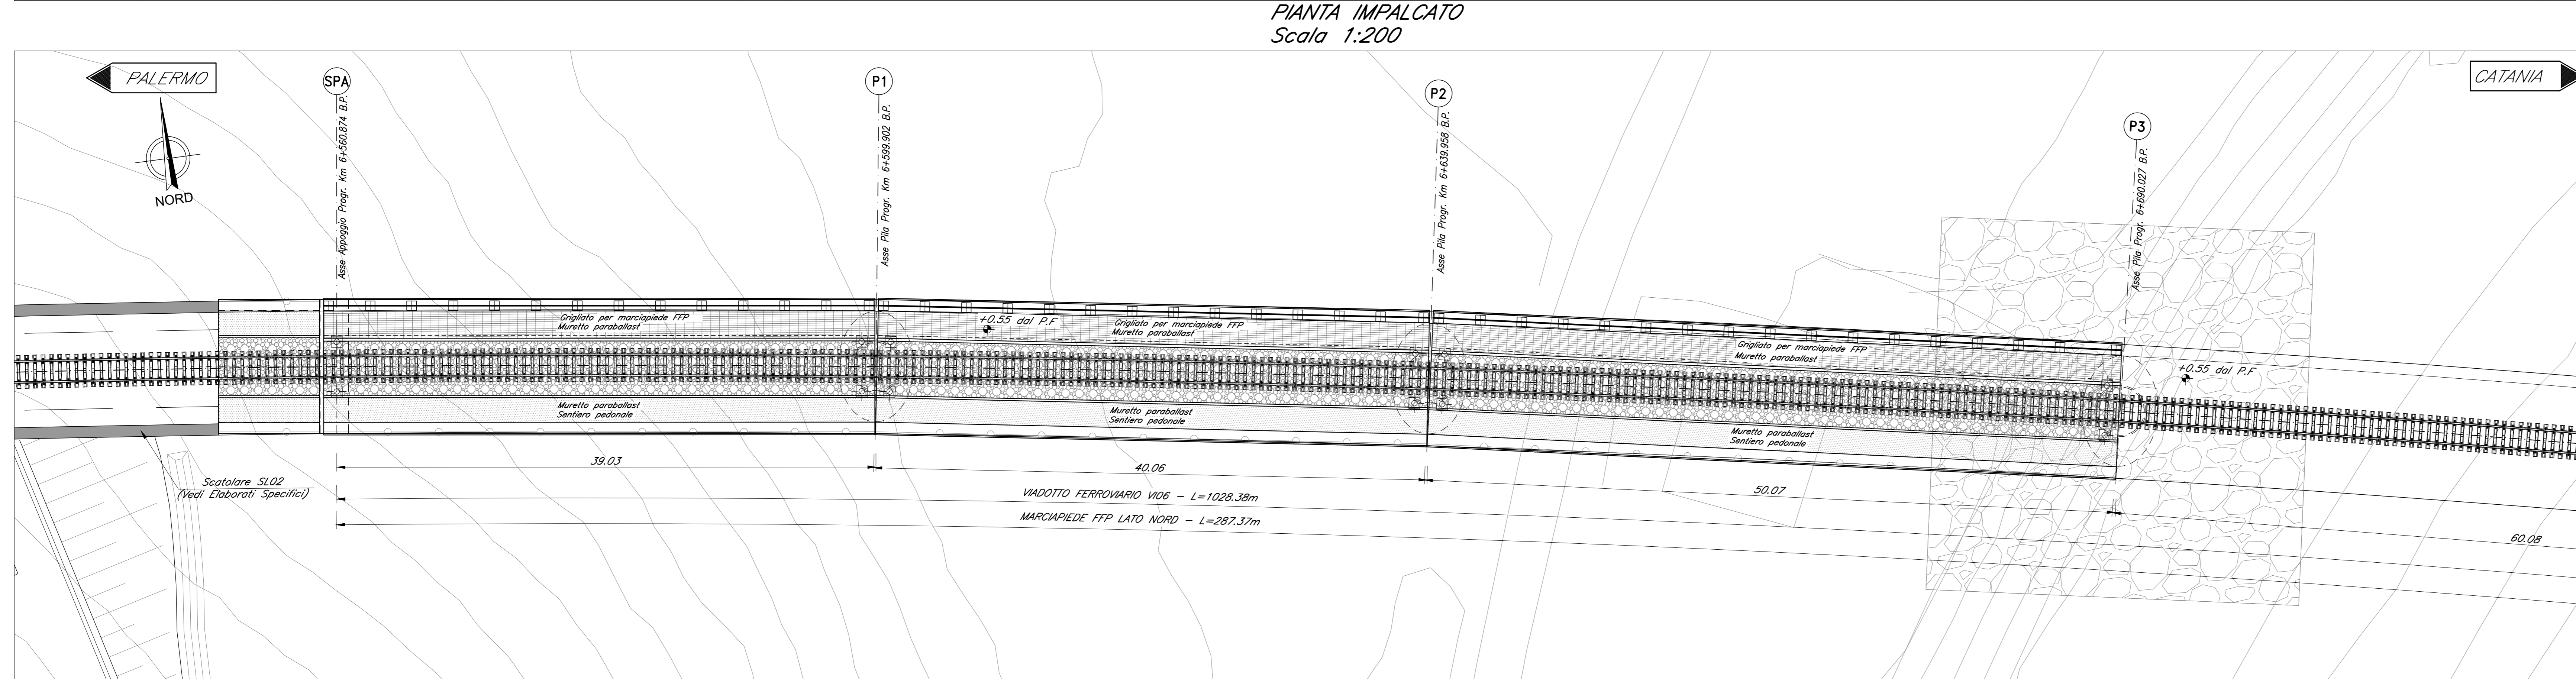 PIANTA IMPALCATO
Scala 1:200
PALERMO
CATANIA
NORD
SPA
Asse Appoggio Progr. Km 6+560.874 B.P.
P1
Asse Pila Progr. Km 6+599.902 B.P.
P2
Asse Pila Progr. Km 6+639.958 B.P.
P3
Asse Pila Progr. 6+690.027 B.P.
Grigliato per marciapiede FFP
Muretto paraballast
+0.55 dal P.F
Grigliato per marciapiede FFP
Muretto paraballast
Grigliato per marciapiede FFP
Muretto paraballast
+0.55 dal P.F
Muretto paraballast
Sentiero pedonale
Muretto paraballast
Sentiero pedonale
Muretto paraballast
Sentiero pedonale
39.03
40.06
50.07
60.08
Scatolare SL02
(Vedi Elaborati Specifici)
VIADOTTO FERROVIARIO VI06 - L=1028.38m
MARCIAPIEDE FFP LATO NORD - L=287.37m